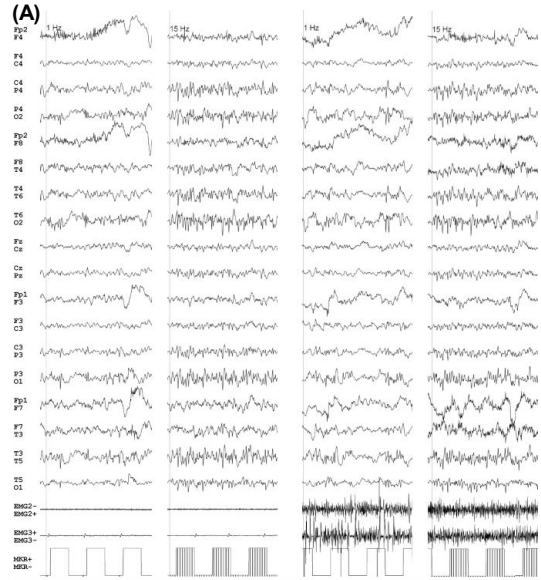 (A)
1 Hz
15 Hz
1 Hz
15 Hz
Fp2
F4
F4
C4
C4
P4
P4
O2
Fp2
F8
F8
T4
T4
T6
T6
O2
Fz
Cz
Cz
Pz
Fp1
F3
F3
C3
C3
P3
P3
O1
Fp1
F7
F7
T3
T3
T5
T5
O1
EMG2-
EMG2+
EMG3+
EMG3-
MKR+
MKR-